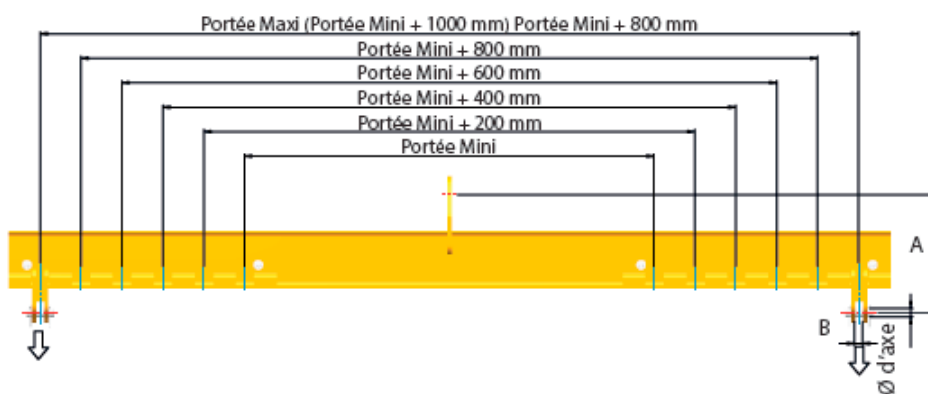 Portée Maxi (Portée Mini + 1000 mm) Portée Mini + 800 mm
Portée Mini + 800 mm
Portée Mini + 600 mm
Portée Mini + 400 mm
Portée Mini + 200 mm
Portée Mini
A
B
Ø d'axe